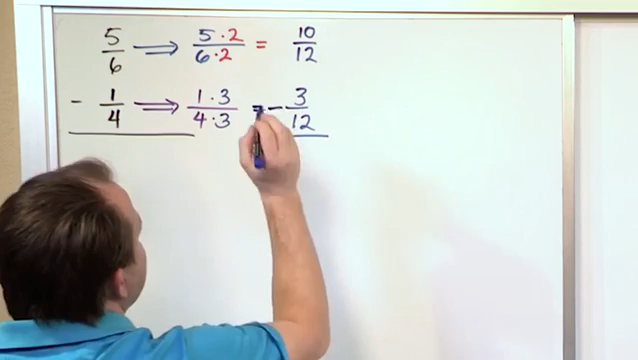 5/6 ⟹ 5·2/6·2 = 10/12
- 1/4 ⟹ 1·3/4·3 = - 3/12